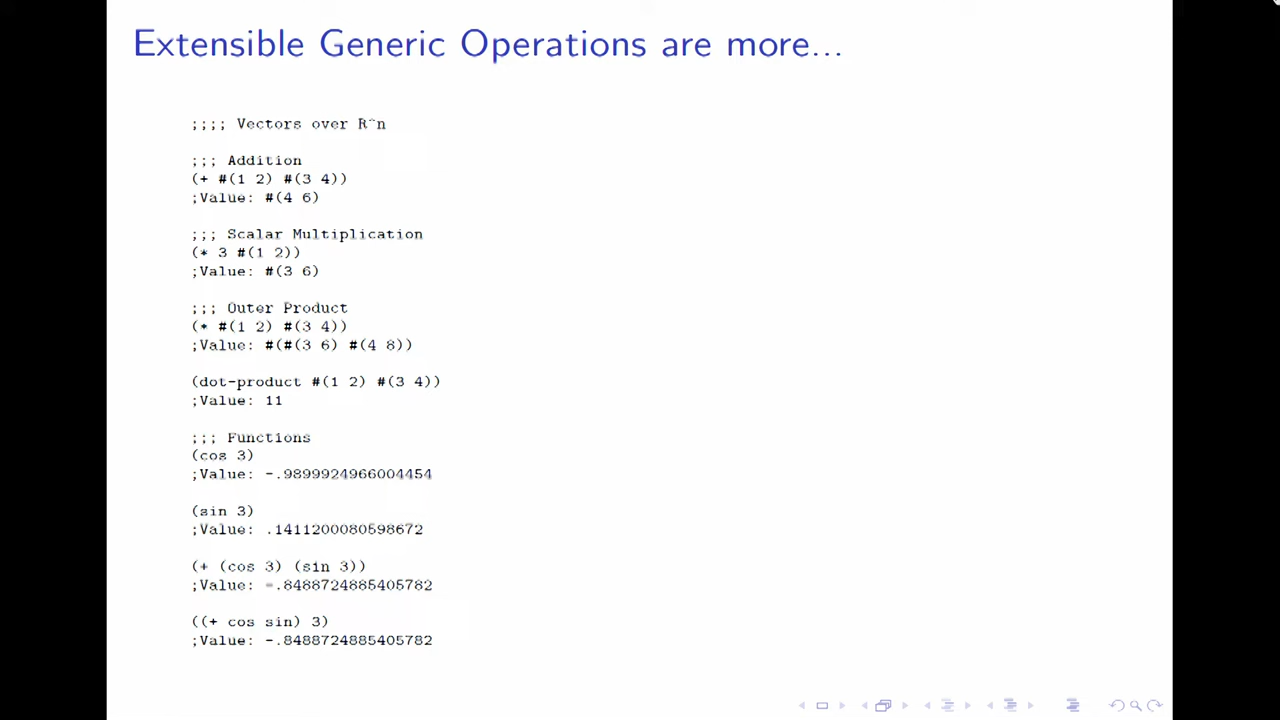 Extensible Generic Operations are more...
;;;; Vectors over R^n
;;; Addition
(+ #(1 2) #(3 4))
;Value: #(4 6)
;;; Scalar Multiplication
(* 3 #(1 2))
;Value: #(3 6)
;;; Outer Product
(* #(1 2) #(3 4))
;Value: #(#(3 6) #(4 8))
(dot-product #(1 2) #(3 4))
;Value: 11
;;; Functions
(cos 3)
;Value: -.9899924966004454
(sin 3)
;Value: .1411200080598672
(+ (cos 3) (sin 3))
;Value: -.8488724885405782
((+ cos sin) 3)
;Value: -.8488724885405782